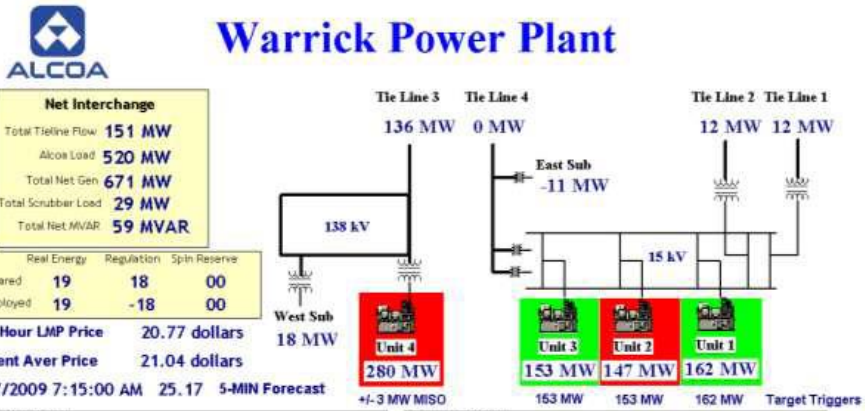 Warrick Power Plant
ALCOA
Net Interchange
Total Tieline Flow 151 MW
Alcoa Load 520 MW
Total Net Gen 671 MW
Total Scrubber Load 29 MW
Total Net MVAR 59 MVAR
Real Energy Regulation Spin Reserve
ared 19 18 00
ployed 19 -18 00
Hour LMP Price 20.77 dollars
ent Aver Price 21.04 dollars
/2009 7:15:00 AM 25.17 5-MIN Forecast
Tie Line 3 Tie Line 4 Tie Line 2 Tie Line 1
136 MW 0 MW 12 MW 12 MW
East Sub
-11 MW
138 kV
15 kV
West Sub
18 MW
Unit 4
280 MW
+/- 3 MW MISO
Unit 3
153 MW
153 MW
Unit 2
147 MW
153 MW
Unit 1
162 MW
162 MW
Target Triggers